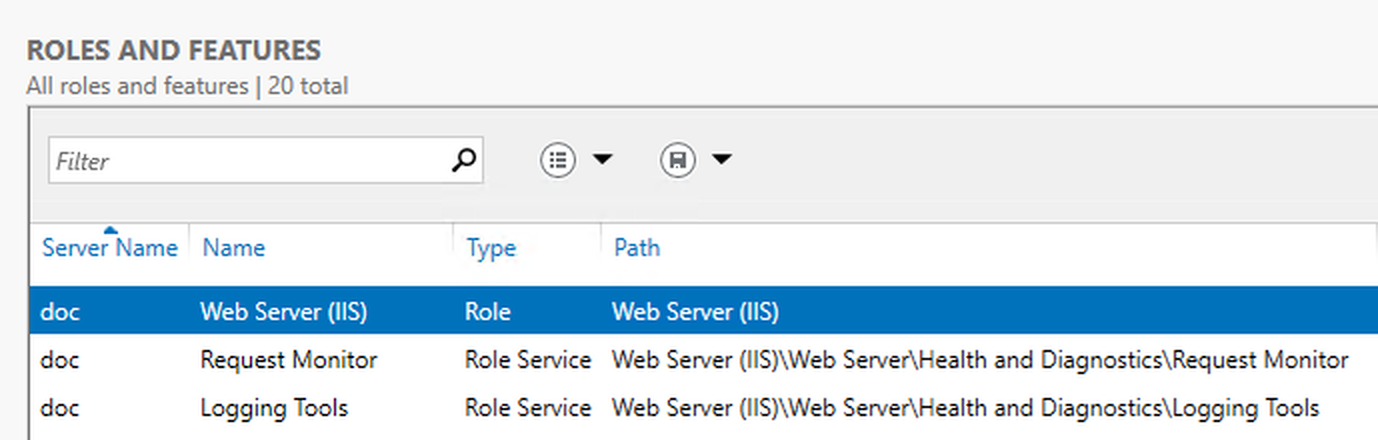 ROLES AND FEATURES
All roles and features | 20 total
Filter
Server Name Name Type Path
doc Web Server (IIS) Role Web Server (IIS)
doc Request Monitor Role Service Web Server (IIS)\Web Server\Health and Diagnostics\Request Monitor
doc Logging Tools Role Service Web Server (IIS)\Web Server\Health and Diagnostics\Logging Tools